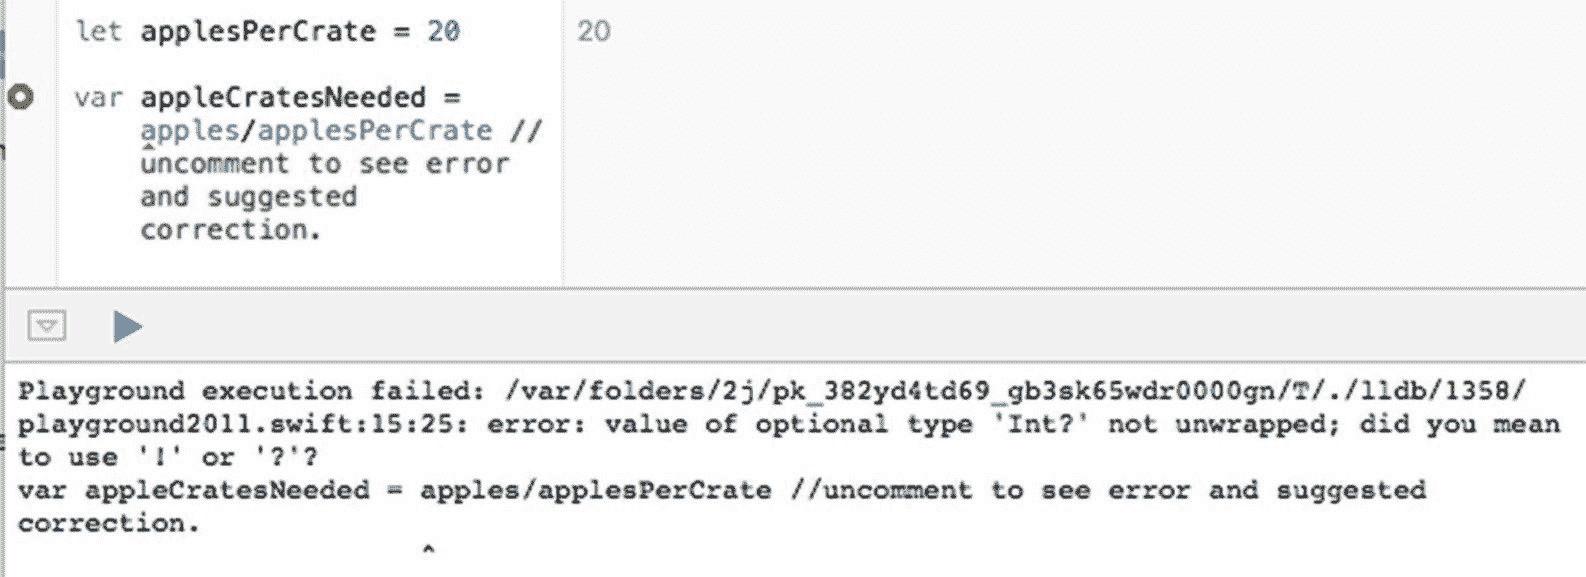 let applesPerCrate = 20
20
var appleCratesNeeded =
apples/applesPerCrate //
uncomment to see error
and suggested
correction.
Playground execution failed: /var/folders/2j/pk_382yd4td69_gb3sk65wdr0000gn/T/./lldb/1358/
playground2011.swift:15:25: error: value of optional type 'Int?' not unwrapped; did you mean
to use '!' or '?'?
var appleCratesNeeded = apples/applesPerCrate //uncomment to see error and suggested
correction.
^